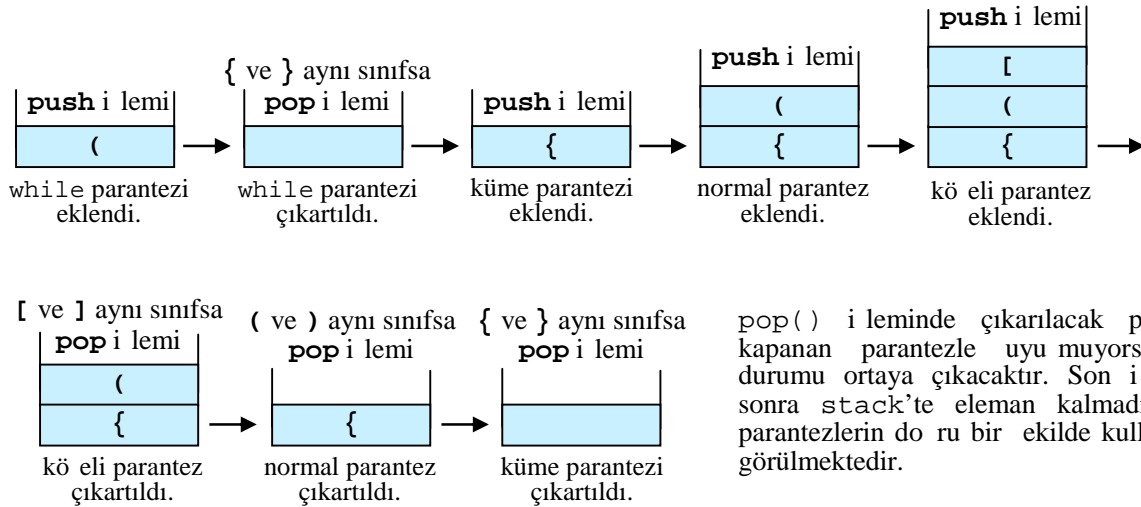 push i lemi
(
while parantezi
eklendi.
{ ve } aynı sınıfsa
pop i lemi
while parantezi
çıkartıldı.
push i lemi
{
küme parantezi
eklendi.
push i lemi
(
{
normal parantez
eklendi.
push i lemi
[
(
{
kö eli parantez
eklendi.
[ ve ] aynı sınıfsa
pop i lemi
(
{
kö eli parantez
çıkartıldı.
( ve ) aynı sınıfsa
pop i lemi
{
normal parantez
çıkartıldı.
{ ve } aynı sınıfsa
pop i lemi
küme parantezi
çıkartıldı.
pop() i leminde çıkarılacak p
kapanan parantezle uyu muyors
durumu ortaya çıkacaktır. Son i
sonra stack'te eleman kalmadı
parantezlerin do ru bir ekilde kull
görülmektedir.